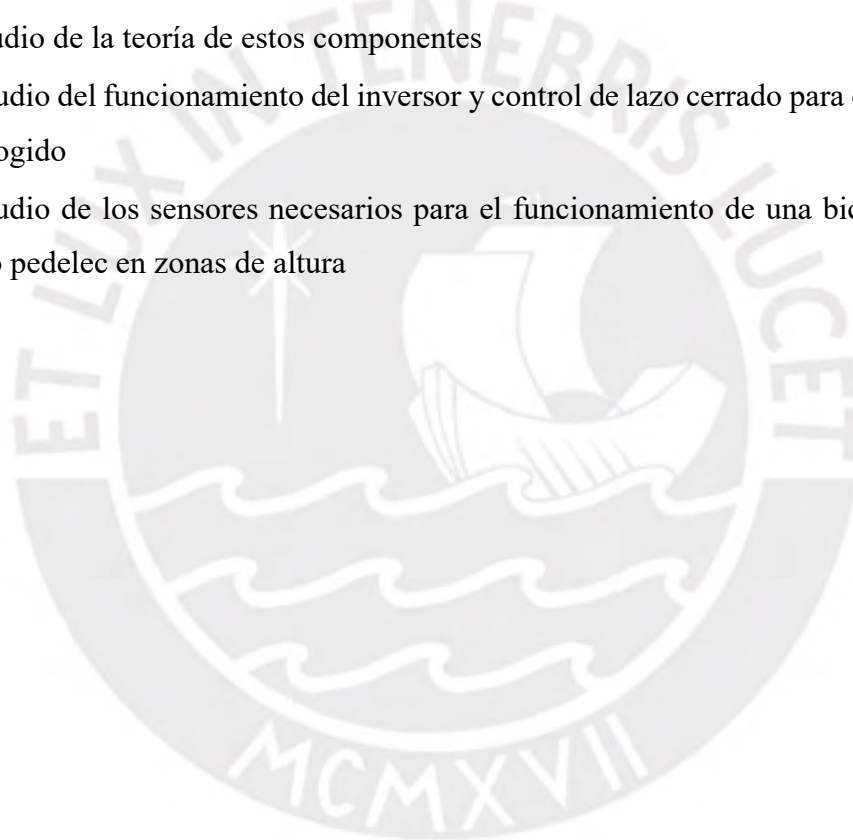 udio de la teoría de estos componentes
udio del funcionamiento del inversor y control de lazo cerrado para
ogido
udio de los sensores necesarios para el funcionamiento de una bic
o pedelec en zonas de altura
ET LUX IN TENEBRIS LUCET
MCMXVII